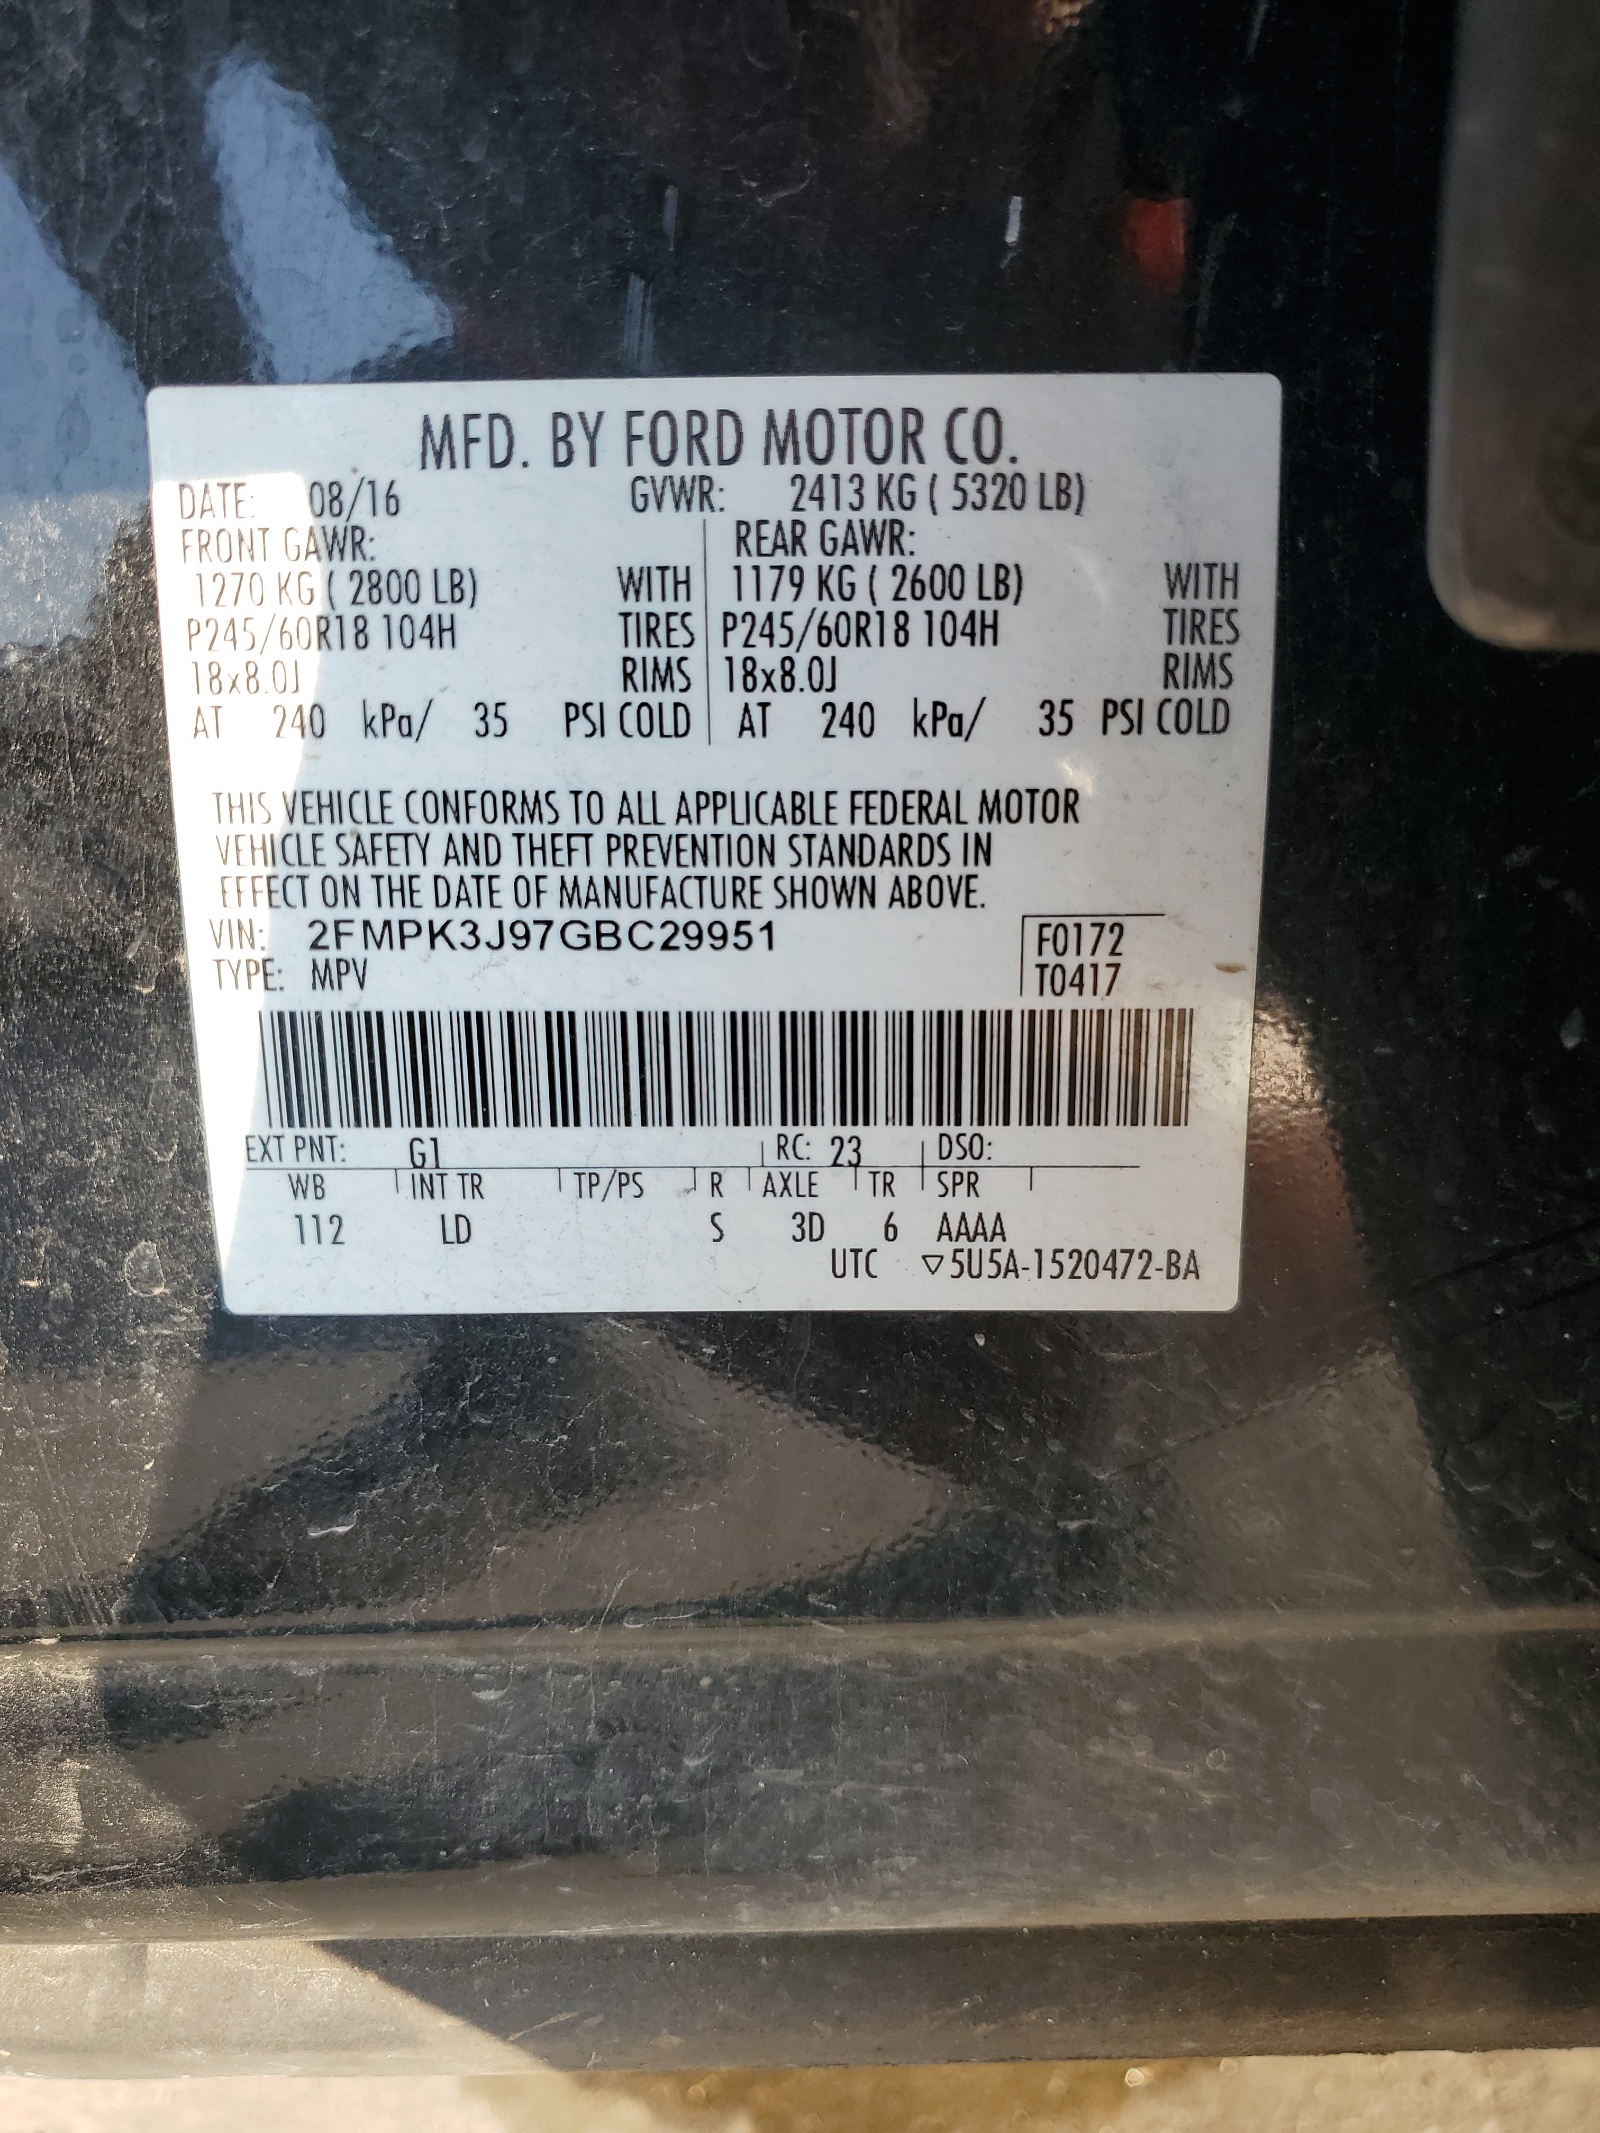 MFD. BY FORD MOTOR CO.
DATE: 08/16 GVWR: 2413 KG ( 5320 LB)
FRONT GAWR: REAR GAWR:
1270 KG ( 2800 LB) WITH 1179 KG ( 2600 LB) WITH
P245/60R18 104H TIRES P245/60R18 104H TIRES
18x8.0J RIMS 18x8.0J RIMS
AT 240 kPa/ 35 PSI COLD AT 240 kPa/ 35 PSI COLD
THIS VEHICLE CONFORMS TO ALL APPLICABLE FEDERAL MOTOR
VEHICLE SAFETY AND THEFT PREVENTION STANDARDS IN
EFFECT ON THE DATE OF MANUFACTURE SHOWN ABOVE.
VIN: 2FMPK3J97GBC29951 F0172
TYPE: MPV T0417
EXT PNT: G1 RC: 23 DSO:
WB INT TR TP/PS R AXLE TR SPR
112 LD S 3D 6 AAAA
UTC ▽5U5A-1520472-BA